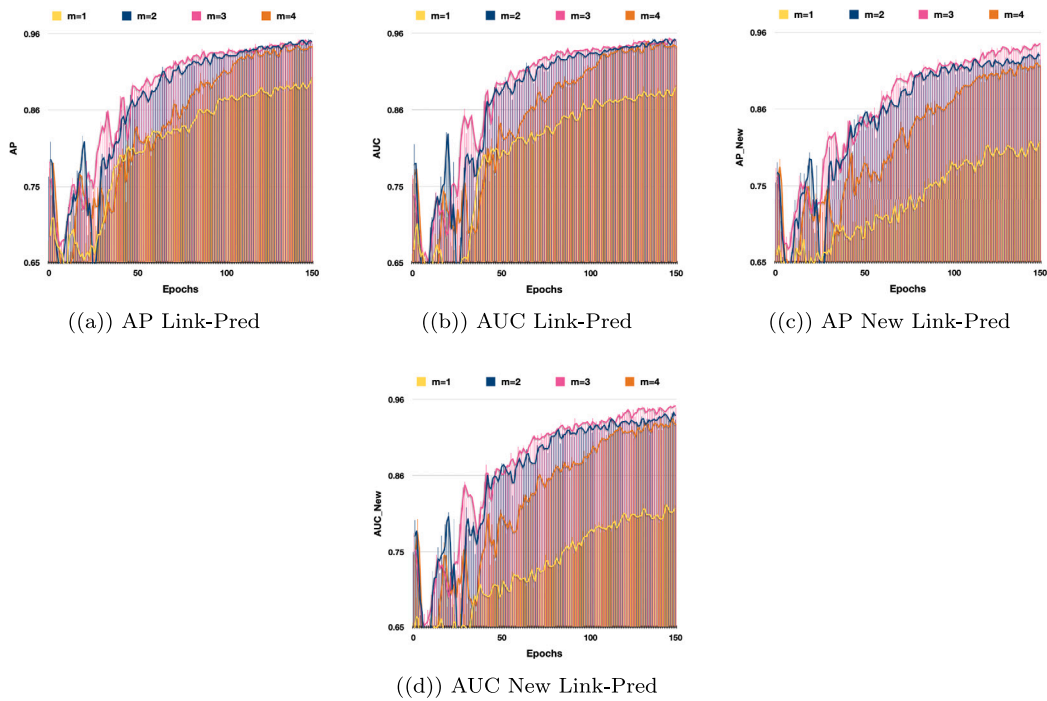 m=1 m=2 m=3 m=4
0.96
0.86
0.75
0.65
AP
0 50 100 150
Epochs
((a)) AP Link-Pred
m=1 m=2 m=3 m=4
0.96
0.86
0.75
0.65
AUC
0 50 100 150
Epochs
((b)) AUC Link-Pred
m=1 m=2 m=3 m=4
0.96
0.86
0.75
0.65
AP_New
0 50 100 150
Epochs
((c)) AP New Link-Pred
m=1 m=2 m=3 m=4
0.96
0.86
0.75
0.65
AUC_New
0 50 100 150
Epochs
((d)) AUC New Link-Pred